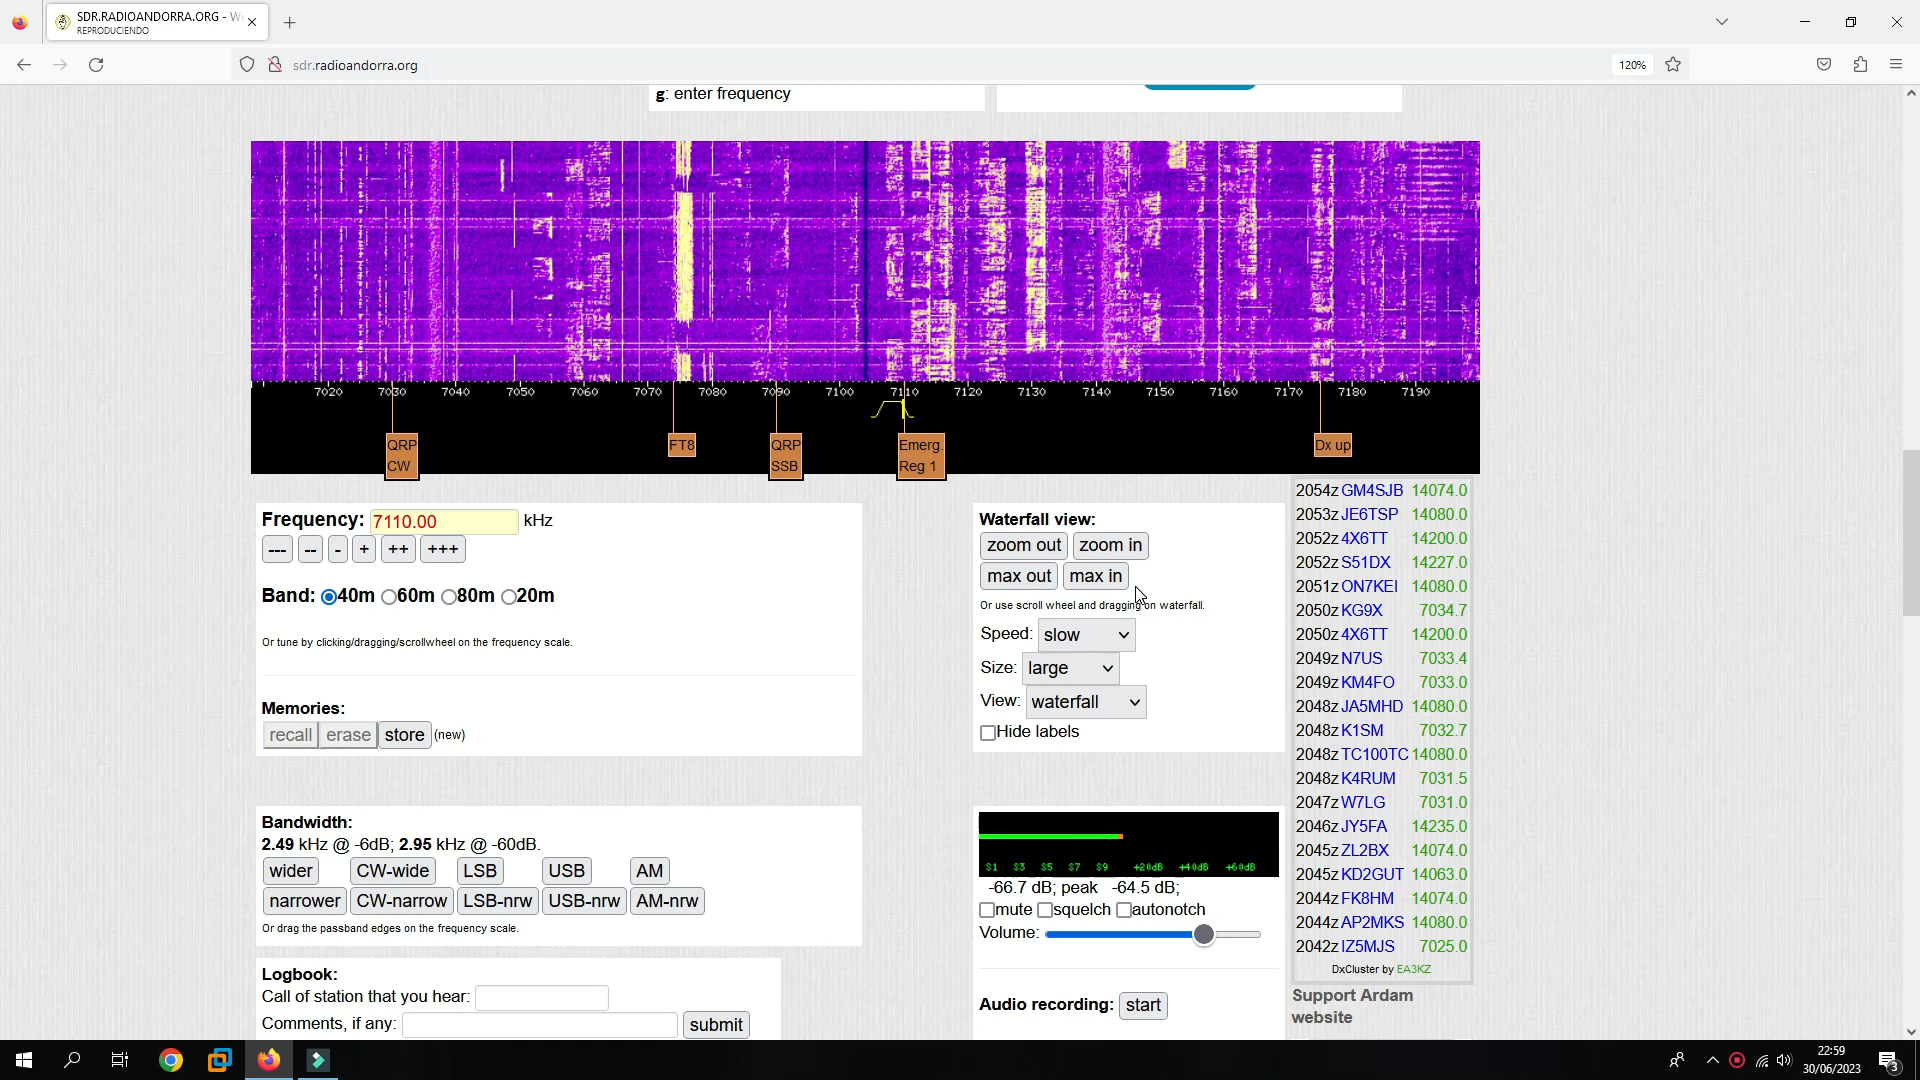 SDR.RADIOANDORRA.ORG - W
REPRODUCIENDO
sdr.radioandorra.org
120%
g: enter frequency
7020 7030 7040 7050 7060 7070 7080 7090 7100 7110 7120 7130 7140 7150 7160 7170 7180 7190
QRP CW
FT8
QRP SSB
Emerg. Reg 1
Dx up
Frequency: 7110.00 kHz
--- -- - + ++ +++
Band: 40m 60m 80m 20m
Or tune by clicking/dragging/scrollwheel on the frequency scale.
Memories:
recall erase store (new)
Bandwidth:
2.49 kHz @ -6dB; 2.95 kHz @ -60dB.
wider CW-wide LSB USB AM
narrower CW-narrow LSB-nrw USB-nrw AM-nrw
Or drag the passband edges on the frequency scale.
Logbook:
Call of station that you hear:
Comments, if any: submit
Waterfall view:
zoom out zoom in
max out max in
Or use scroll wheel and dragging on waterfall.
Speed: slow
Size: large
View: waterfall
Hide labels
S1 S3 S5 S7 S9 +20dB +40dB +60dB
-66.7 dB; peak -64.5 dB;
mute squelch autonotch
Volume:
Audio recording: start
2054z GM4SJB 14074.0
2053z JE6TSP 14080.0
2052z 4X6TT 14200.0
2052z S51DX 14227.0
2051z ON7KEI 14080.0
2050z KG9X 7034.7
2050z 4X6TT 14200.0
2049z N7US 7033.4
2049z KM4FO 7033.0
2048z JA5MHD 14080.0
2048z K1SM 7032.7
2048z TC100TC 14080.0
2048z K4RUM 7031.5
2047z W7LG 7031.0
2046z JY5FA 14235.0
2045z ZL2BX 14074.0
2045z KD2GUT 14063.0
2044z FK8HM 14074.0
2044z AP2MKS 14080.0
2042z IZ5MJS 7025.0
DxCluster by EA3KZ
Support Ardam
website
22:59
30/06/2023
3